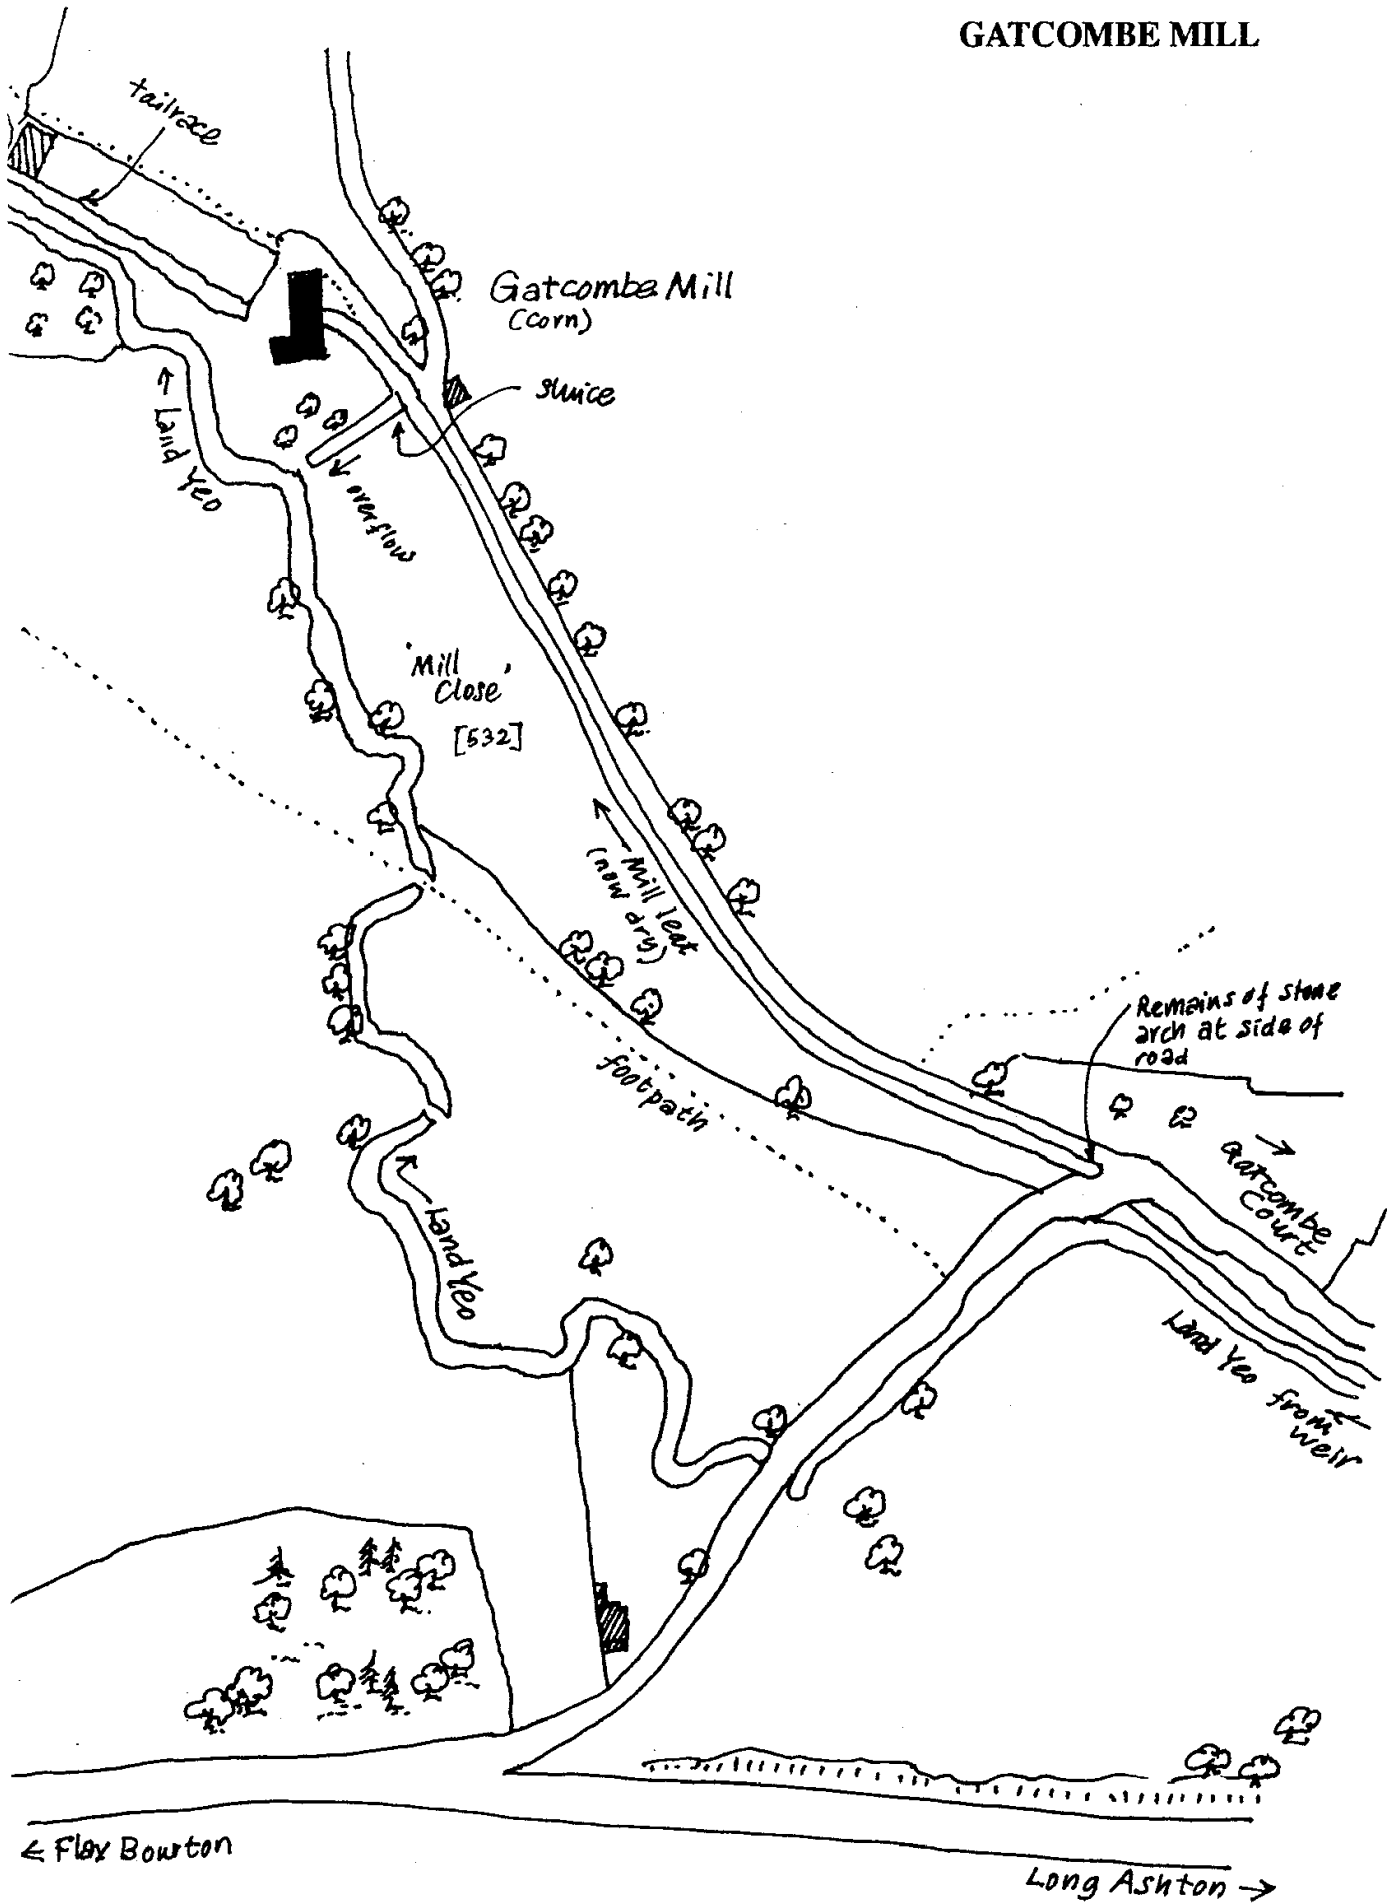 GATCOMBE MILL
tailrace
Gatcombe Mill
(corn)
sluice
Land Yeo
overflow
'Mill
Close'
[532]
Mill leat
(now dry)
Remains of stone
arch at side of
road
footpath
Gatcombe
Court
Land Yeo
Land Yeo from
weir
Flax Bourton
Long Ashton